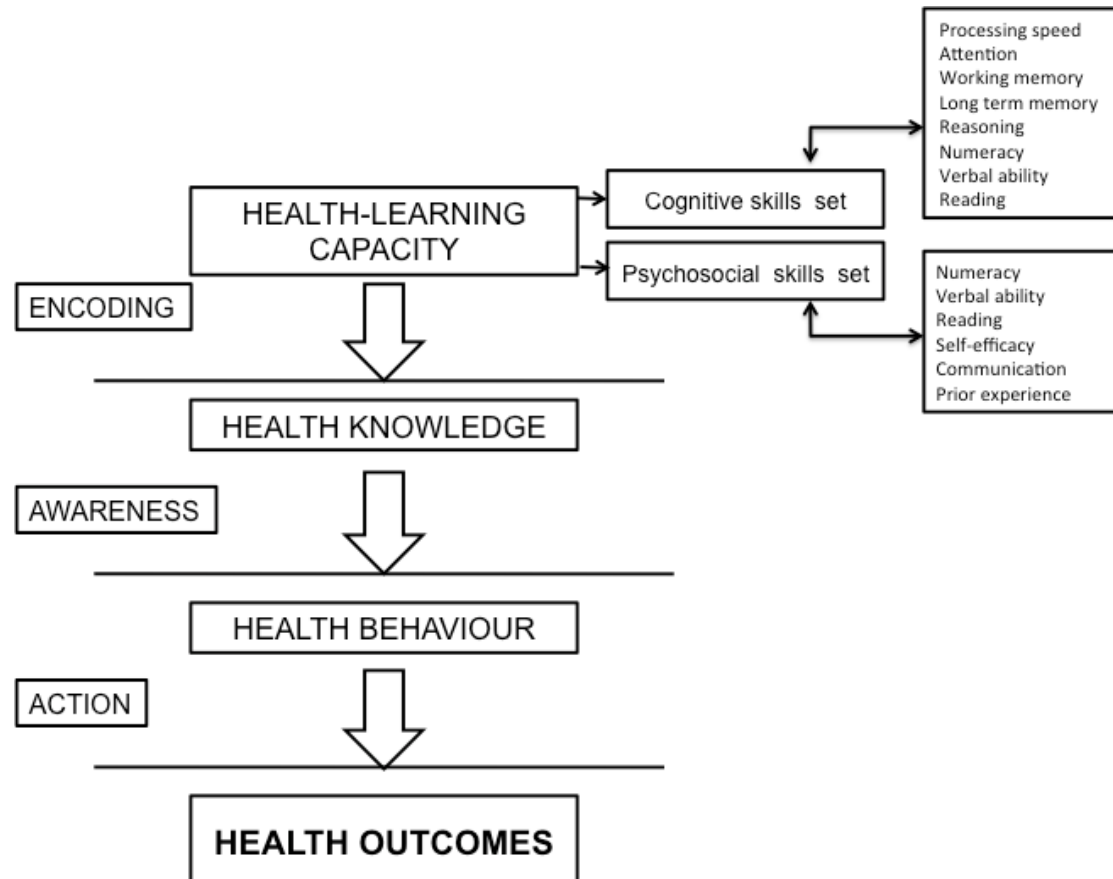 Processing speed
Attention
Working memory
Long term memory
Reasoning
Numeracy
Verbal ability
Reading
HEALTH-LEARNING
CAPACITY
Cognitive skills set
Psychosocial skills set
Numeracy
Verbal ability
Reading
Self-efficacy
Communication
Prior experience
ENCODING
HEALTH KNOWLEDGE
AWARENESS
HEALTH BEHAVIOUR
ACTION
HEALTH OUTCOMES